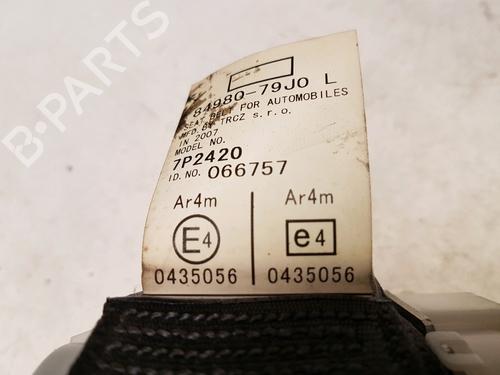 B-PARTS
84980-79J0 L
SEAT BELT FOR AUTOMOBILES
MFD BY TRCZ s.r.o.
IN 2007
MODEL NO.
7P2420
ID.NO. 066757
Ar4m
E4
0435056
Ar4m
e4
0435056